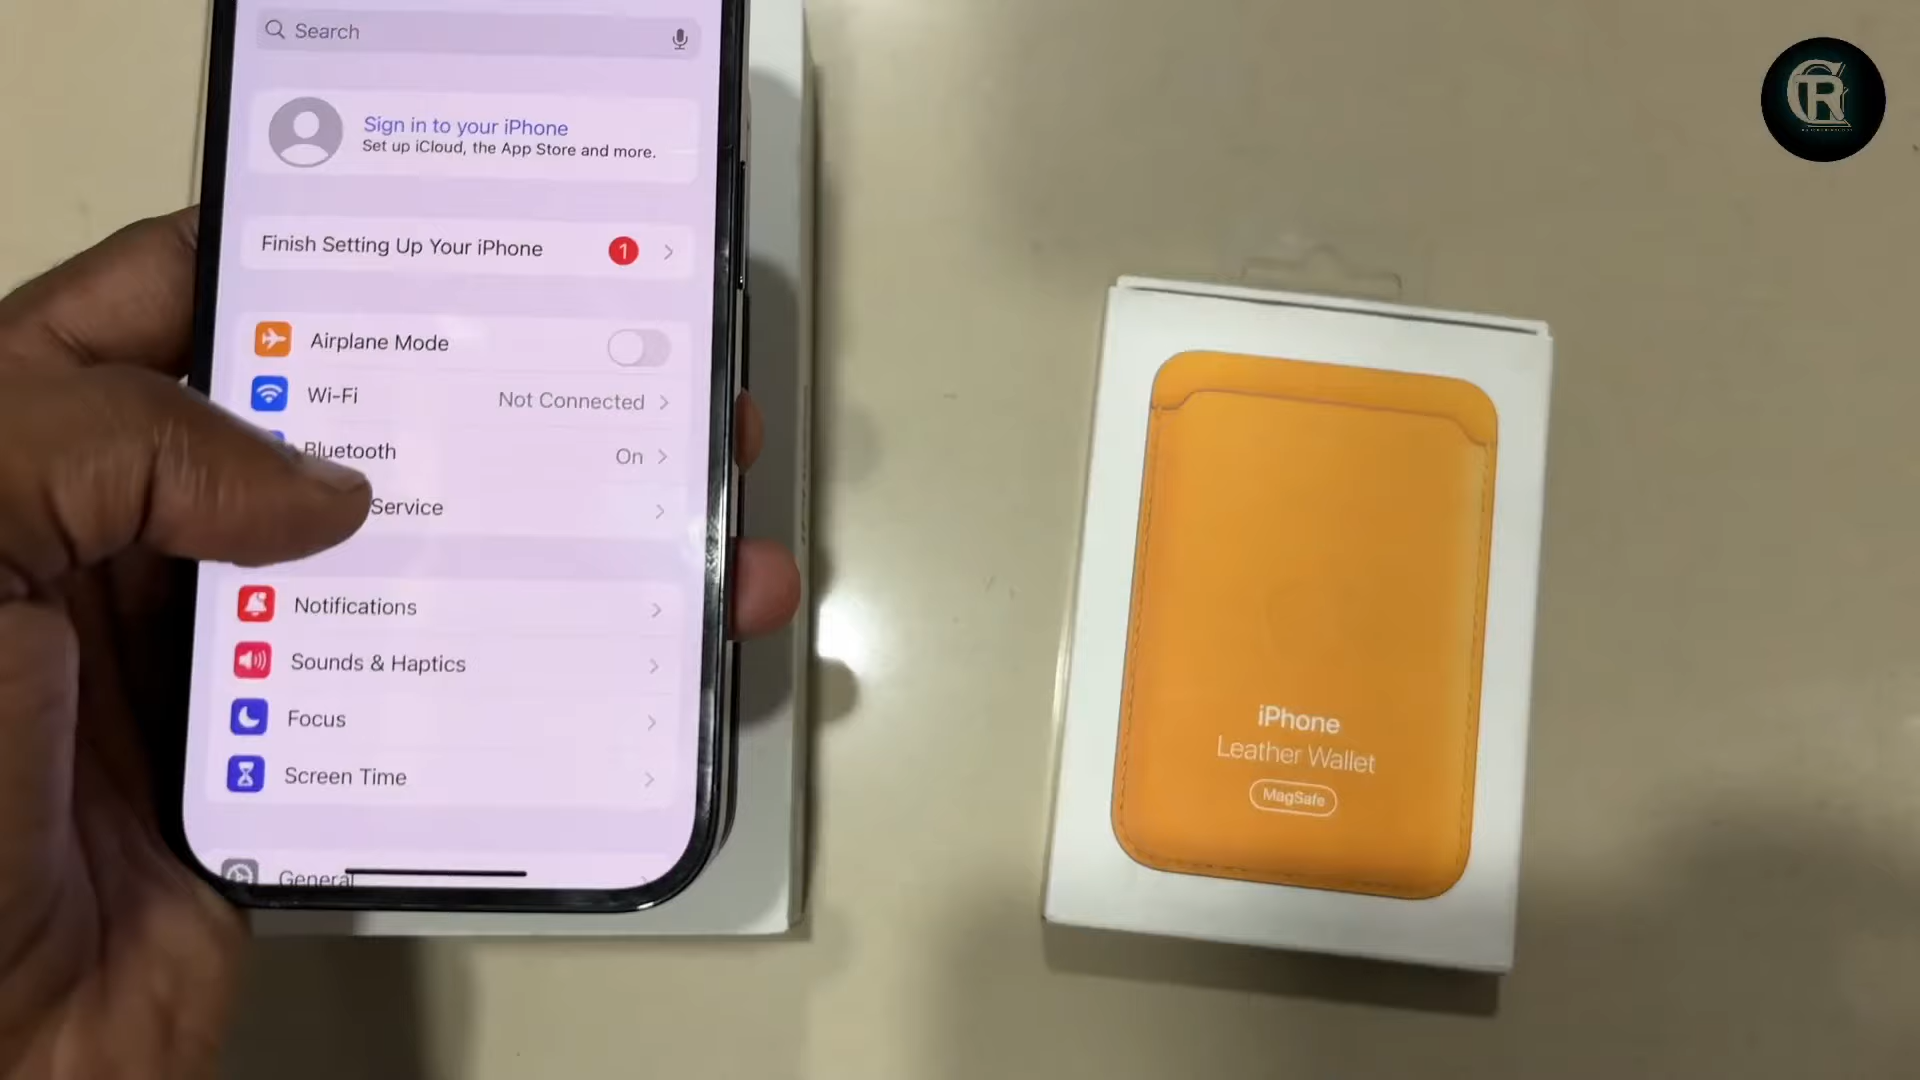 Search
Sign in to your iPhone
Set up iCloud, the App Store and more.
Finish Setting Up Your iPhone
1
Airplane Mode
Wi-Fi
Not Connected
Bluetooth
On
Service
Notifications
Sounds & Haptics
Focus
Screen Time
General
iPhone
Leather Wallet
MagSafe